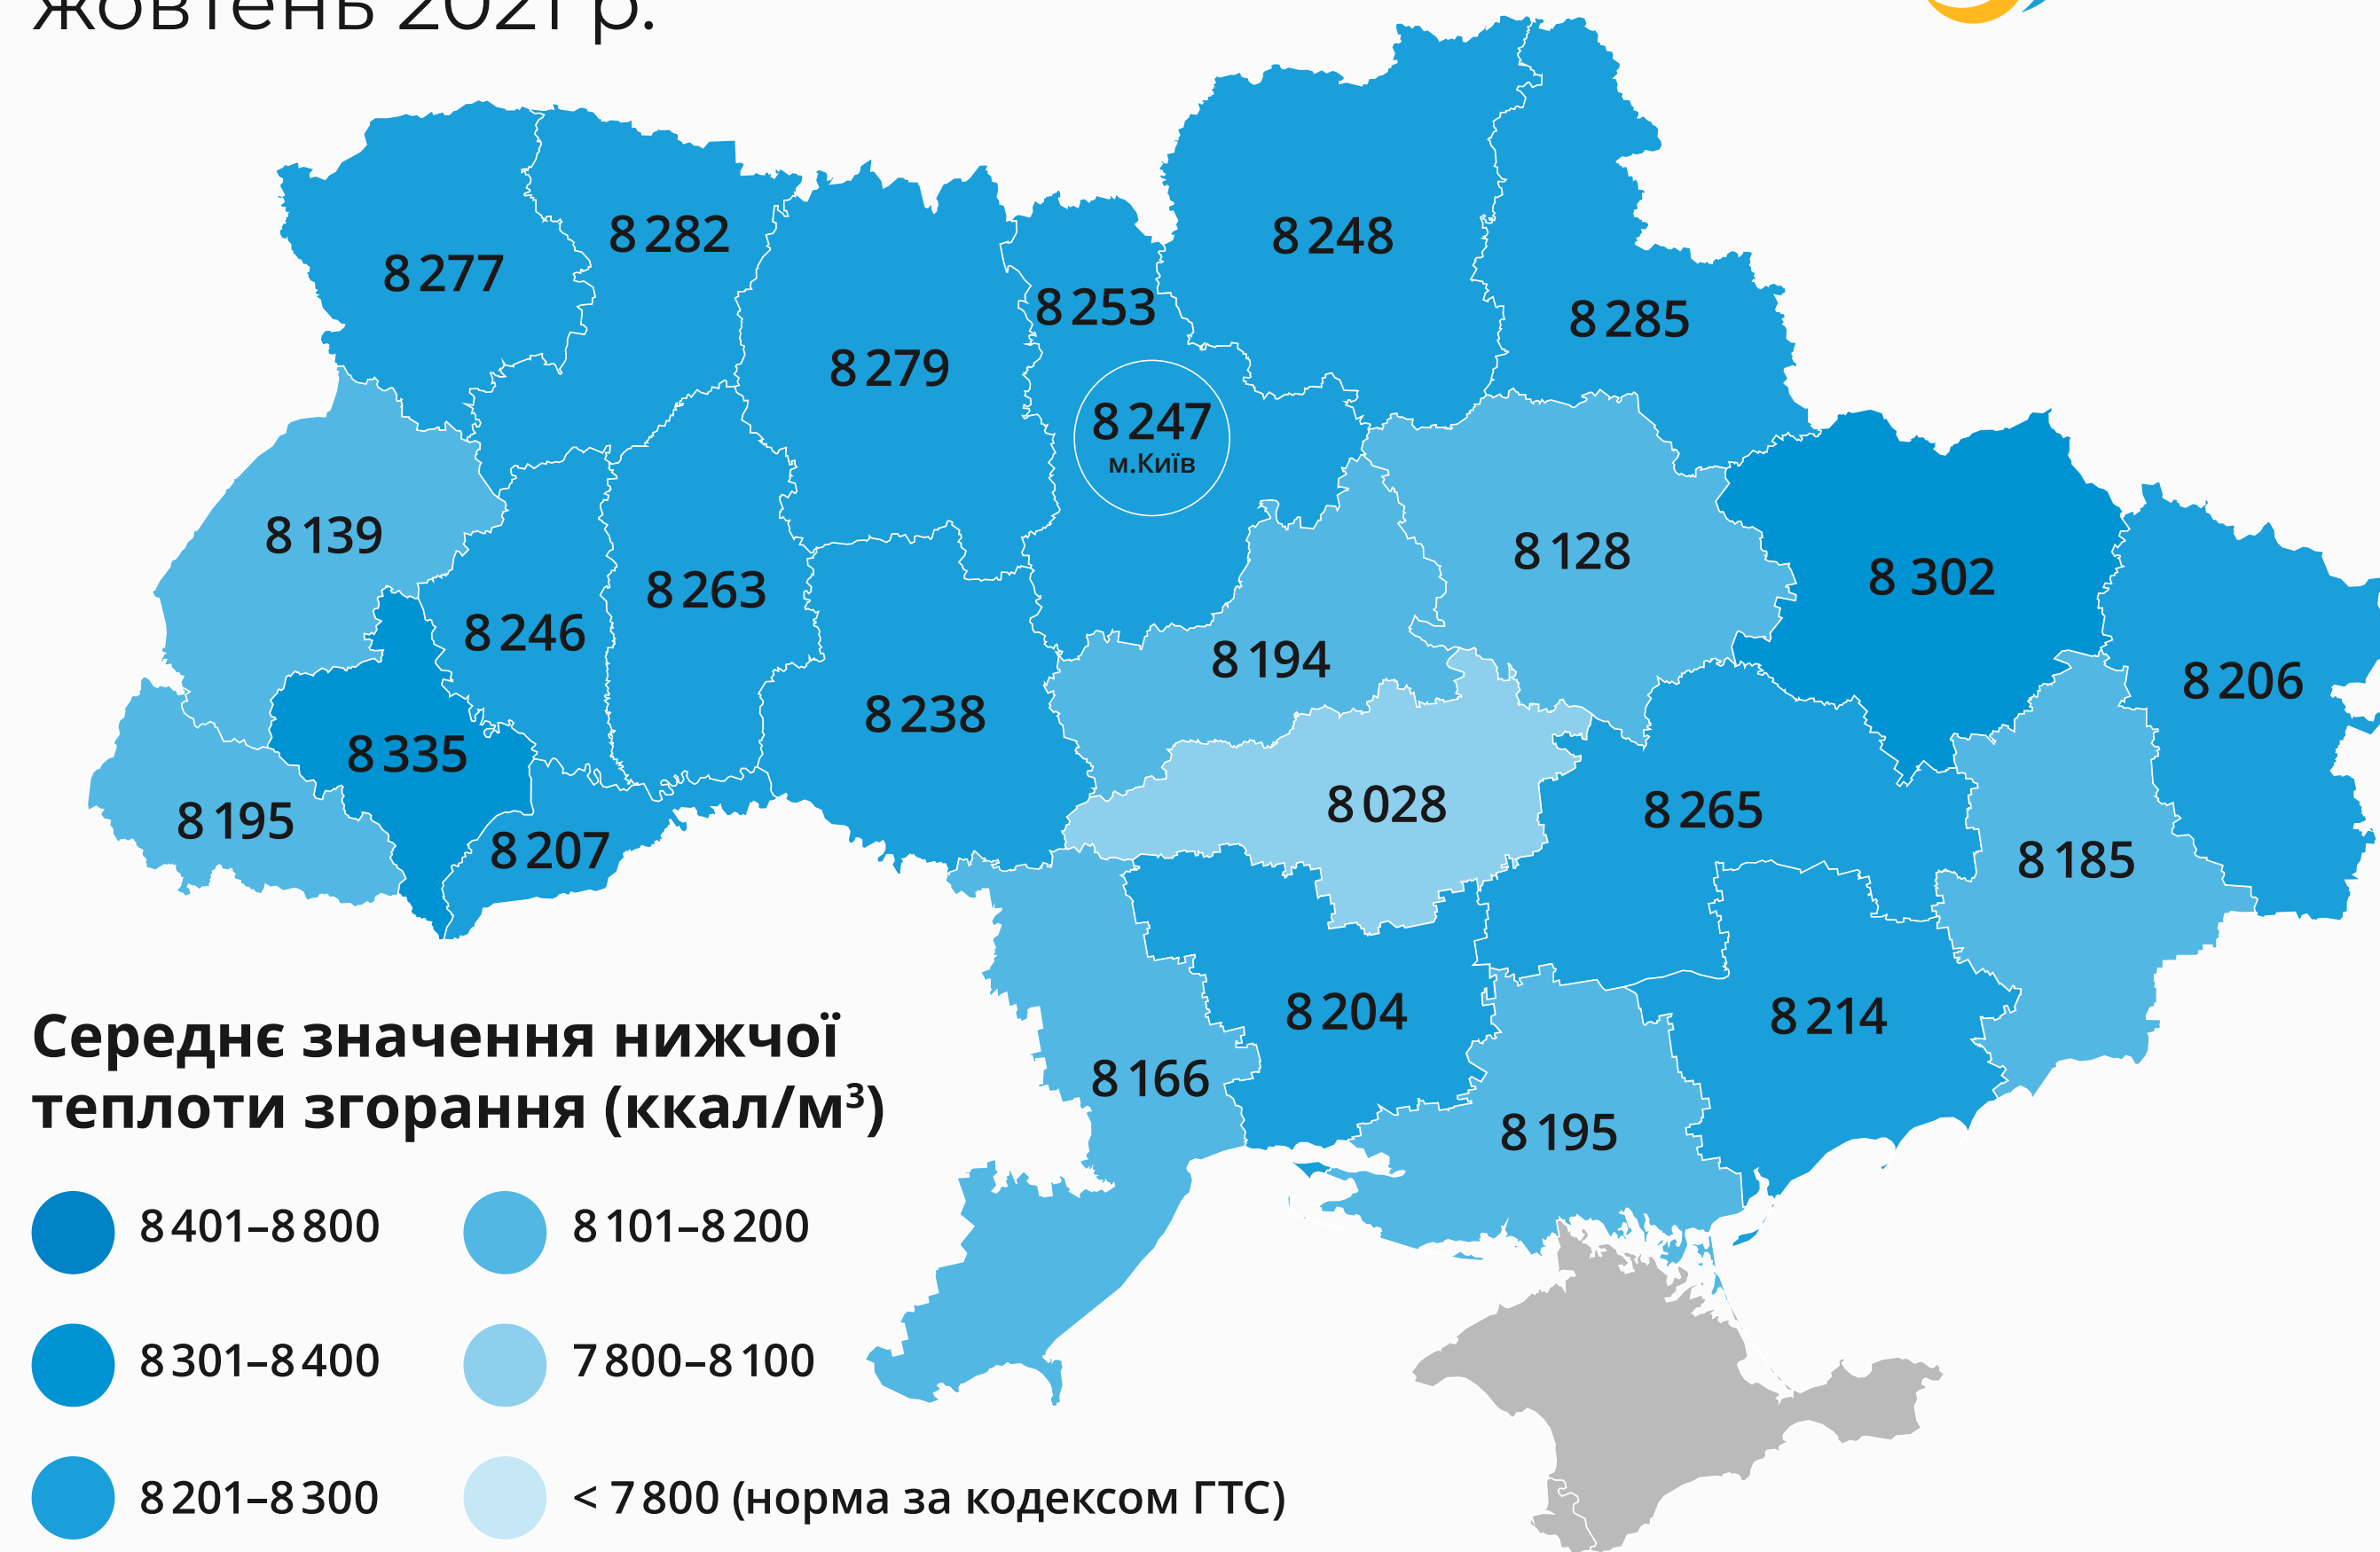 жовтень 2021 р.
8 282
8 248
8 277
8 253
8 285
8 279
8 247
м.Київ
8 139
8 128
8 302
8 263
8 246
8 194
8 206
8 238
8 335
8 028
8 265
8 195
8 207
8 185
8 204
8 214
Середнє значення нижчої
теплоти згорання (ккал/м³)
8 166
8 195
8 401–8 800
8 101–8 200
8 301–8 400
7 800–8 100
8 201–8 300
< 7 800 (норма за кодексом ГТС)